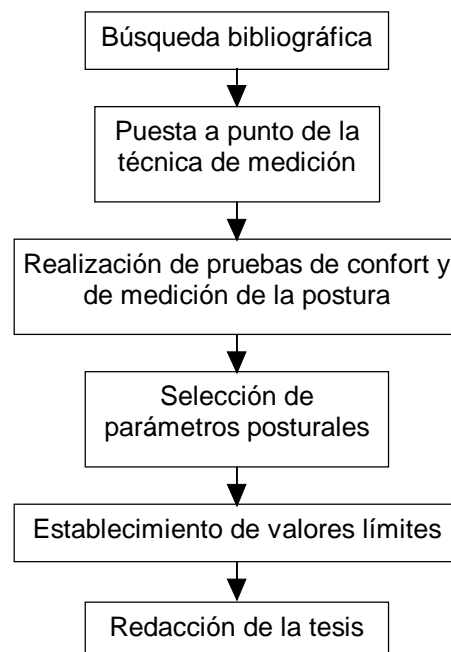 Búsqueda bibliográfica
Puesta a punto de la
técnica de medición
Realización de pruebas de confort y
de medición de la postura
Selección de
parámetros posturales
Establecimiento de valores límites
Redacción de la tesis